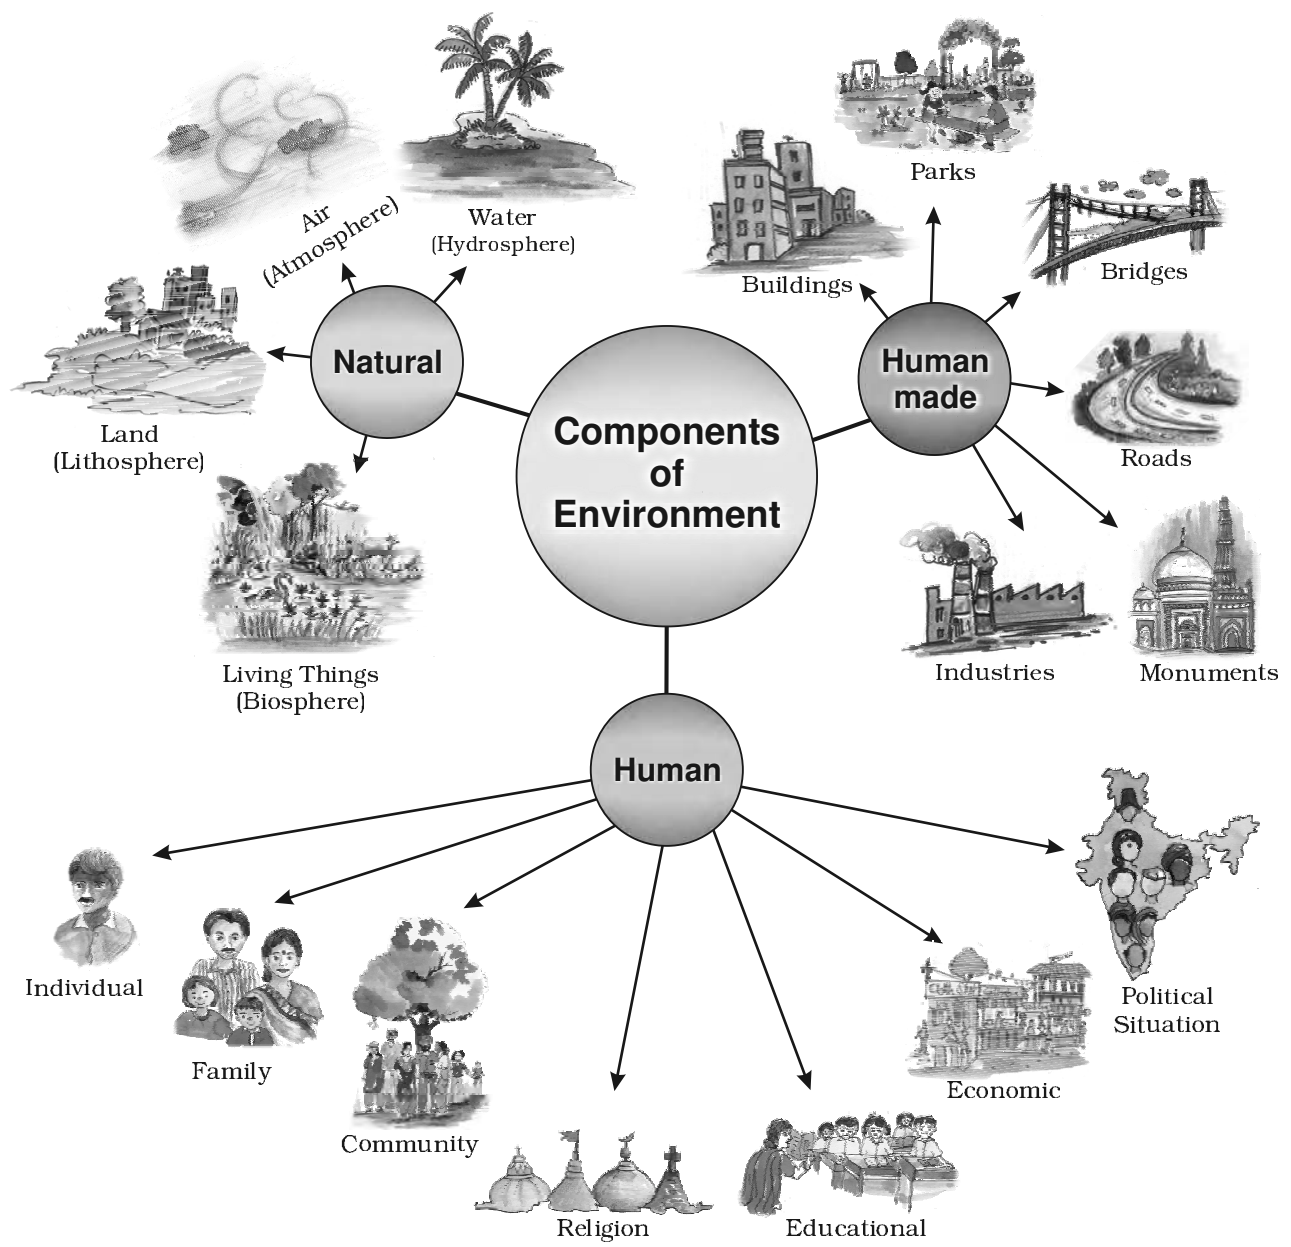 Components
of
Environment
Natural
Air
(Atmosphere)
Water
(Hydrosphere)
Land
(Lithosphere)
Living Things
(Biosphere)
Human
made
Buildings
Parks
Bridges
Roads
Monuments
Industries
Human
Individual
Family
Community
Religion
Educational
Economic
Political
Situation